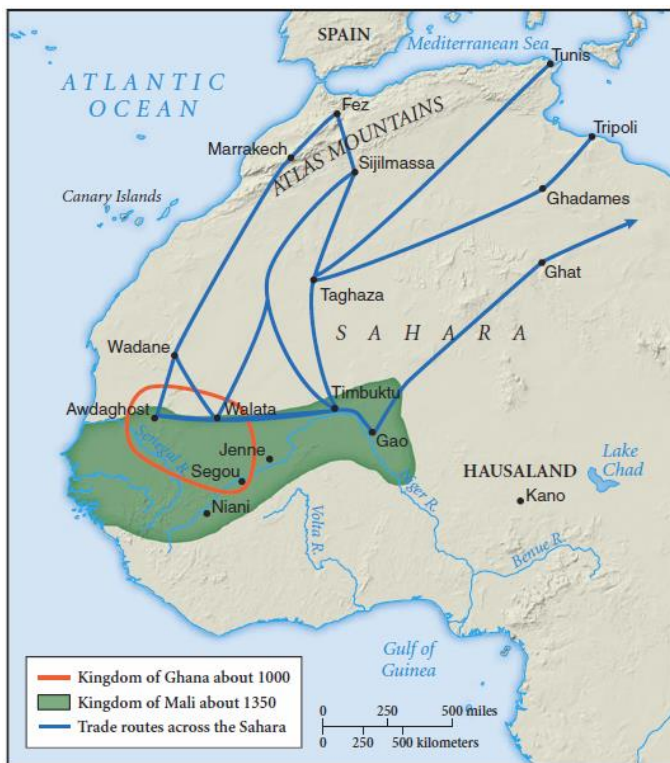 SPAIN
Mediterranean Sea
Tunis
ATLANTIC
OCEAN
Fez
ATLAS MOUNTAINS
Marrakech
Tripoli
Sijilmassa
Canary Islands
Ghadames
Ghat
Taghaza
SAHARA
Wadane
Timbuktu
Awdaghost
Walata
Senegal R.
Jenne
Gao
Segou
Lake
Chad
HAUSALAND
Niger R.
Kano
Niani
Volta R.
Benue R.
Gulf of
Guinea
Kingdom of Ghana about 1000
Kingdom of Mali about 1350
Trade routes across the Sahara
0 250 500 miles
0 250 500 kilometers